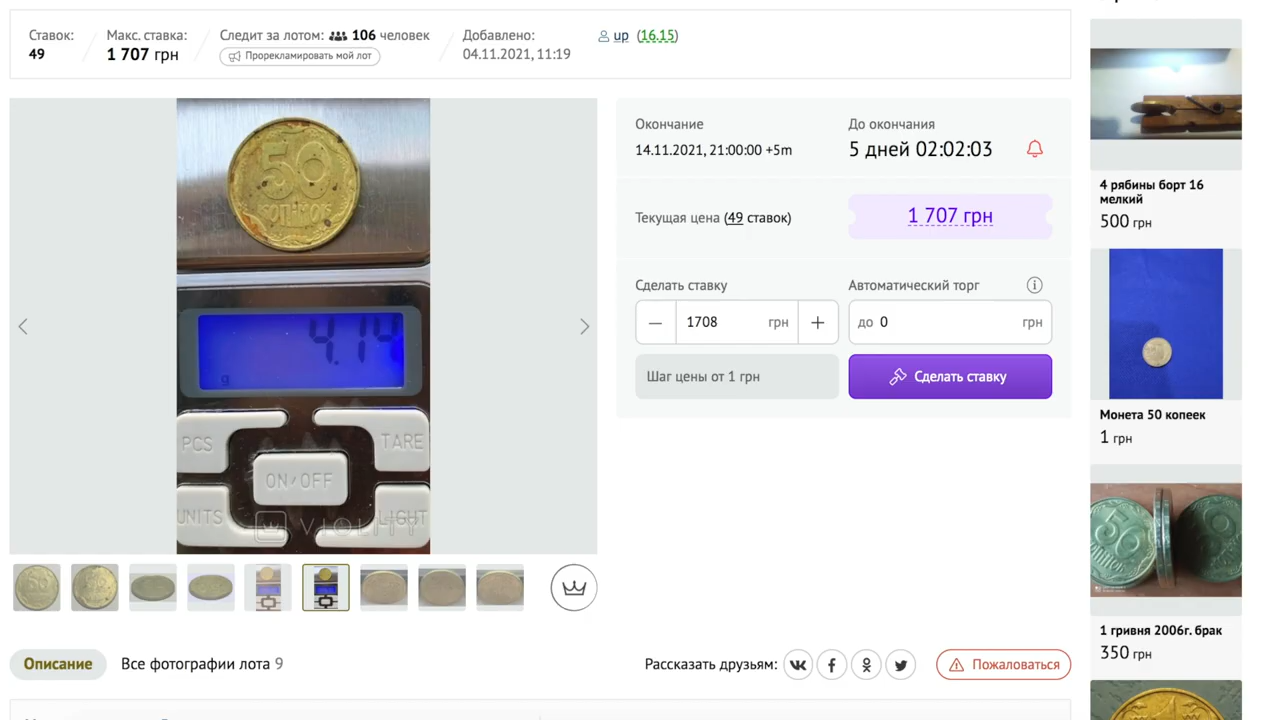 Ставок:
49
Макс. ставка:
1 707 грн
Следит за лотом: 106 человек
Прорекламировать мой лот
Добавлено:
04.11.2021, 11:19
up (16.15)
50
4.14
g
PCS
TARE
ON/OFF
UNITS
LIGHT
VIOLITY
Окончание
14.11.2021, 21:00:00 +5m
До окончания
5 дней 02:02:03
Текущая цена (49 ставок)
1 707 грн
Сделать ставку
— 1708 грн +
Шаг цены от 1 грн
Автоматический торг
до 0 грн
Сделать ставку
Описание
Все фотографии лота 9
Рассказать друзьям:
Пожаловаться
4 рябины борт 16
мелкий
500 грн
Монета 50 копеек
1 грн
50
1 гривня 2006г. брак
350 грн